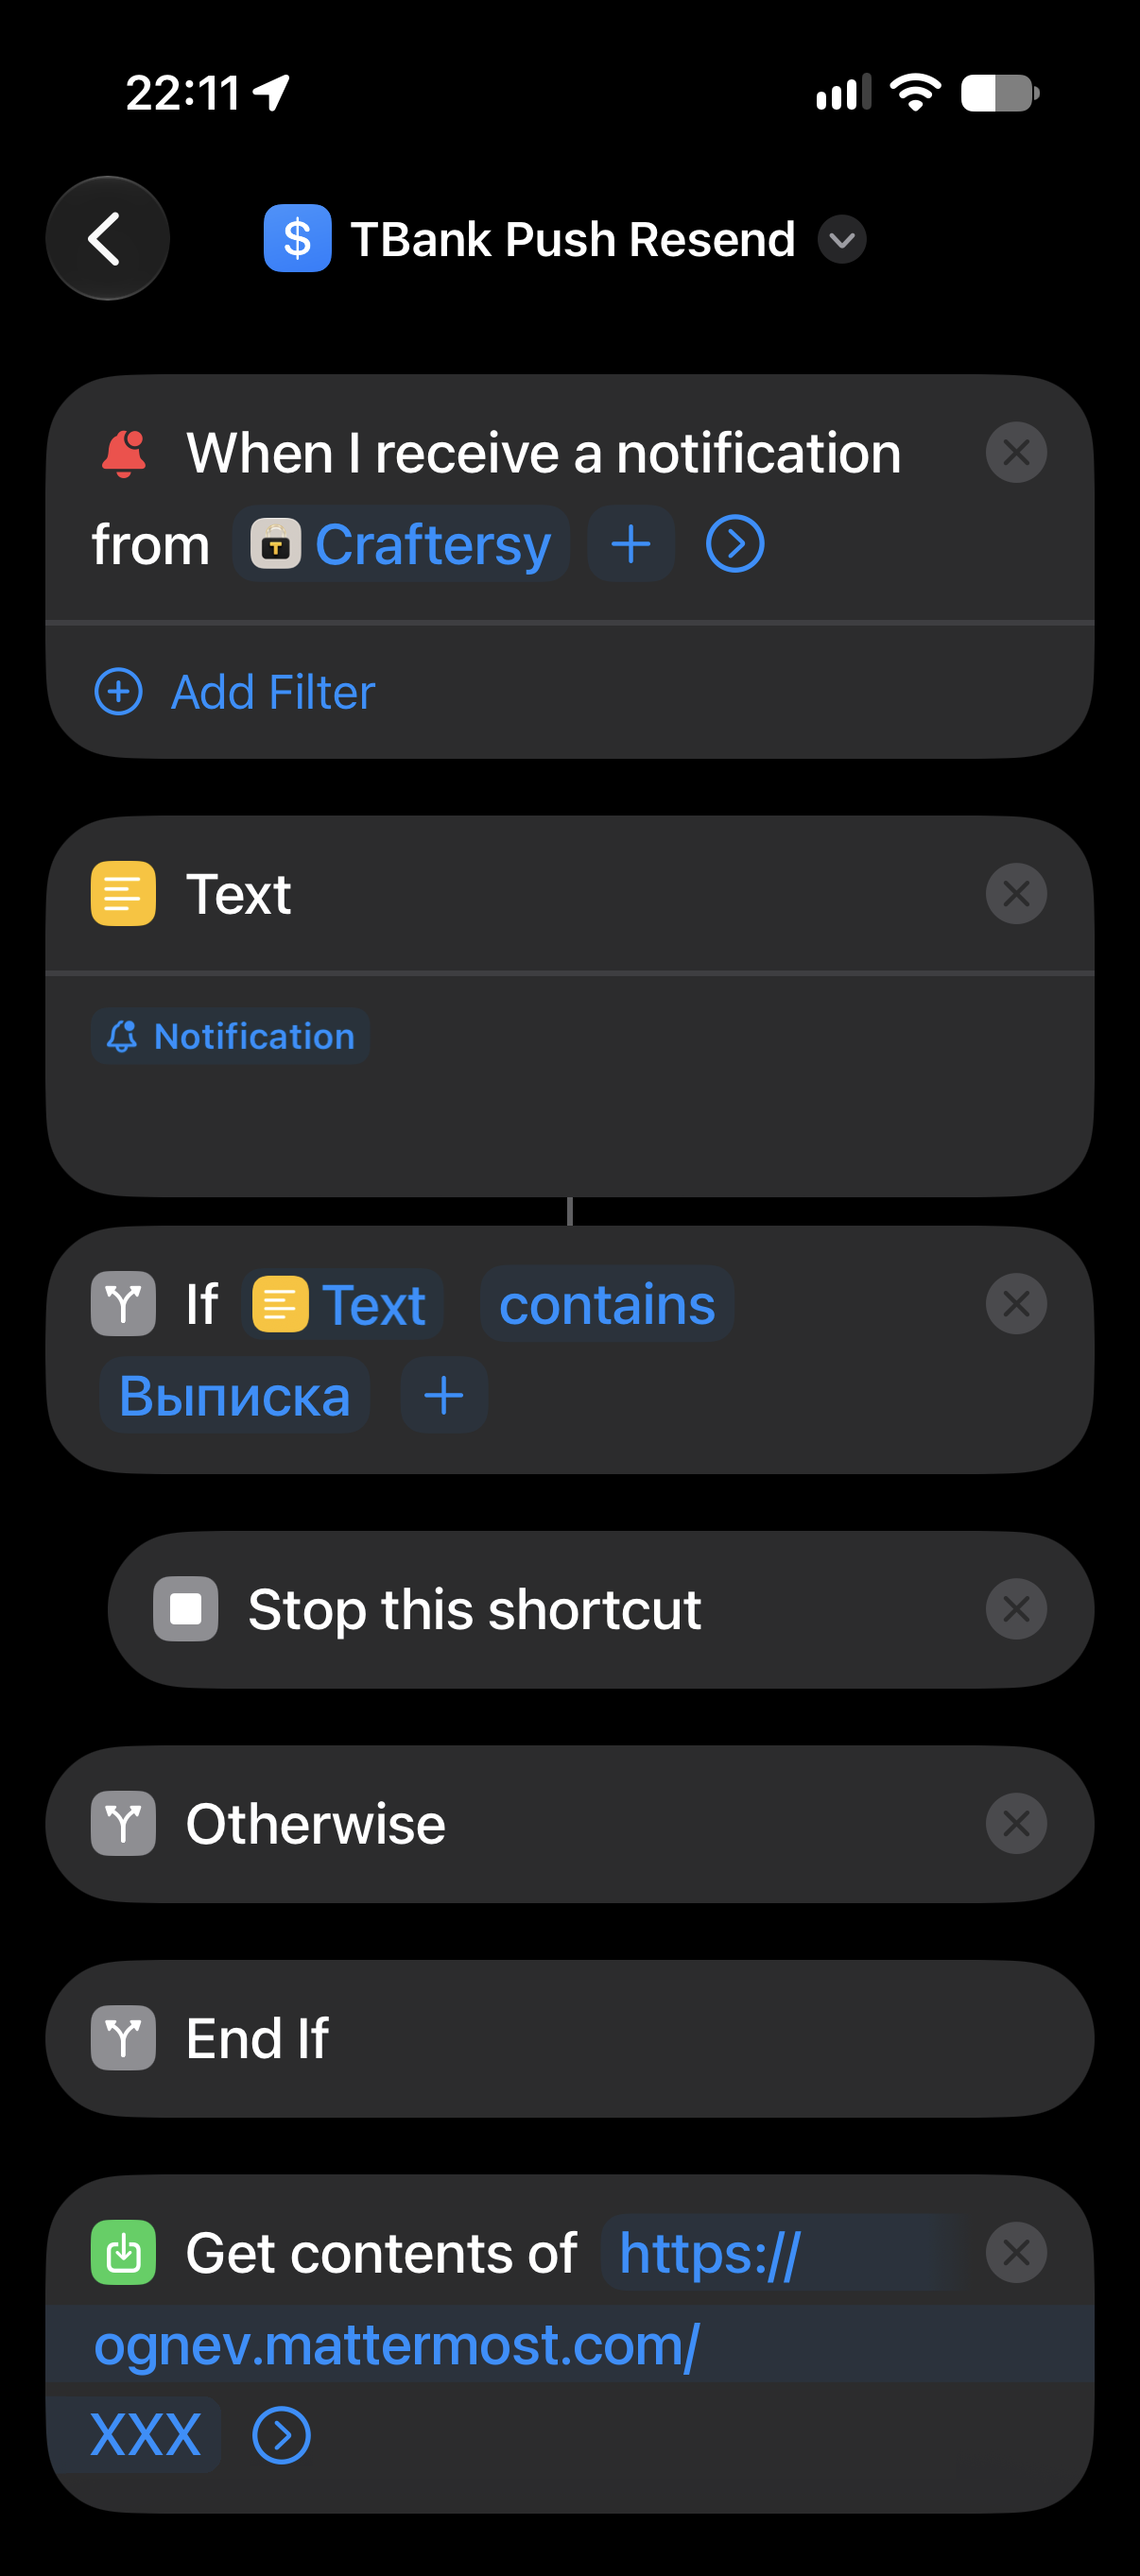 22:11
$ TBank Push Resend
When I receive a notification
from Craftersy
Add Filter
Text
Notification
If Text contains
Выписка
Stop this shortcut
Otherwise
End If
Get contents of https://
ognev.mattermost.com/
XXX